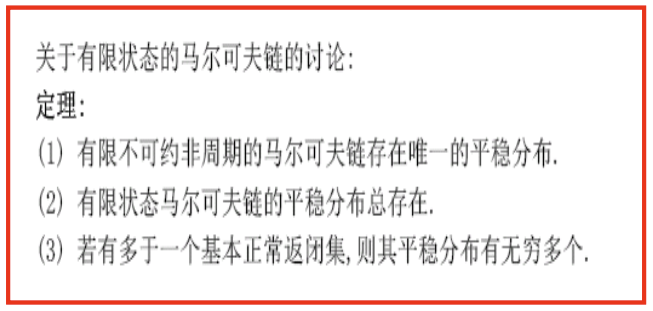 关于有限状态的马尔可夫链的讨论:
定理:
(1) 有限不可约非周期的马尔可夫链存在唯一的平稳分布.
(2) 有限状态马尔可夫链的平稳分布总存在.
(3) 若有多于一个基本正常返闭集,则其平稳分布有无穷多个.